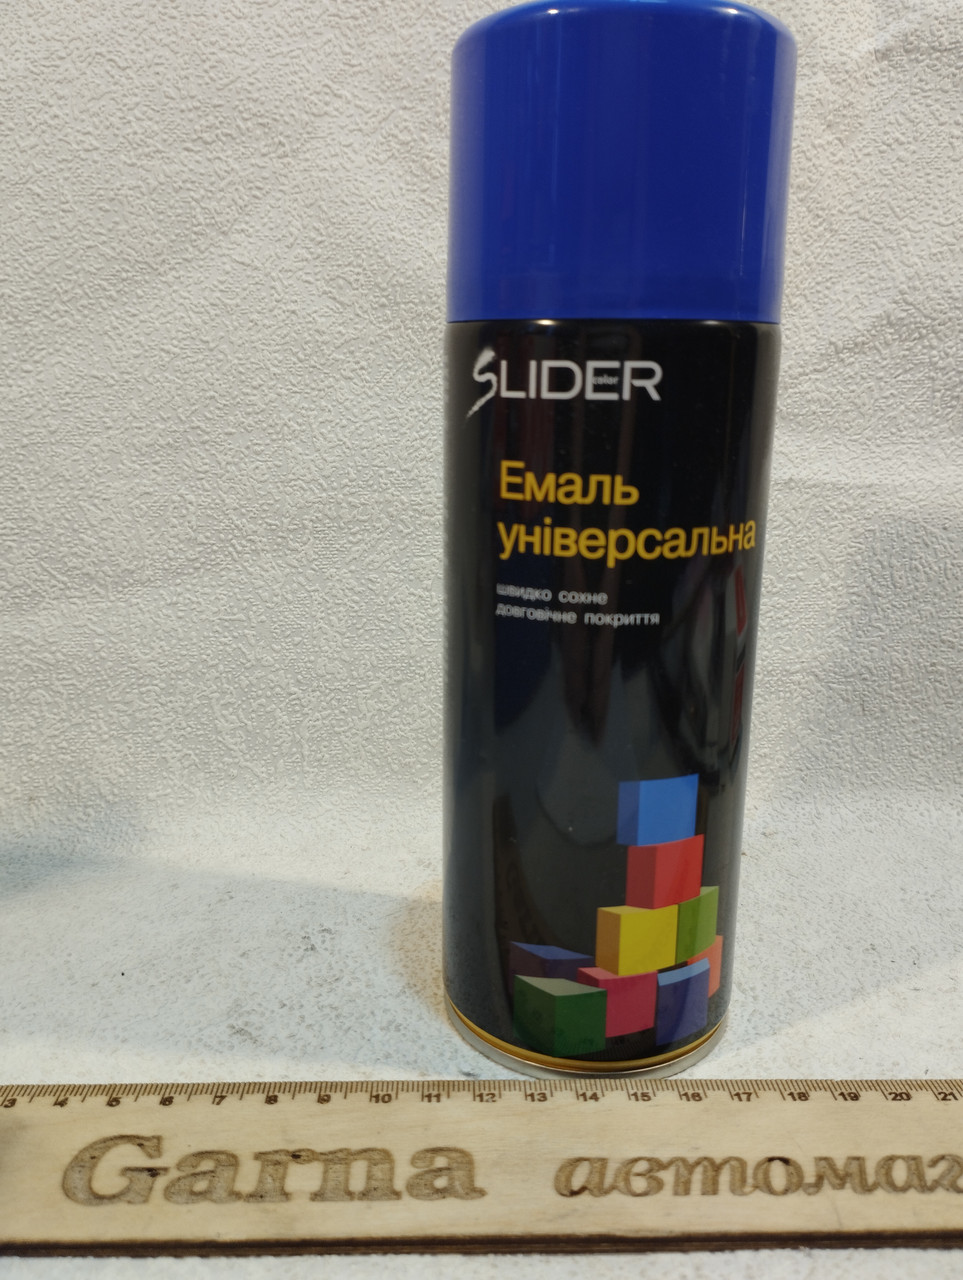 SLIDER
color
Емаль
універсальна
швидко сохне
довговічне покриття
3 4 5 6 7 8 9 10 11 12 13 14 15 16 17 18 19 20 21
Garna автомаг